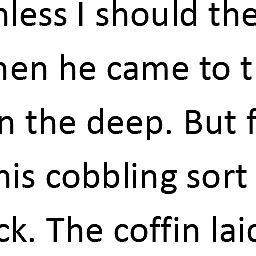 nless I should the
hen he came to t
n the deep. But f
his cobbling sort
ck. The coffin laid